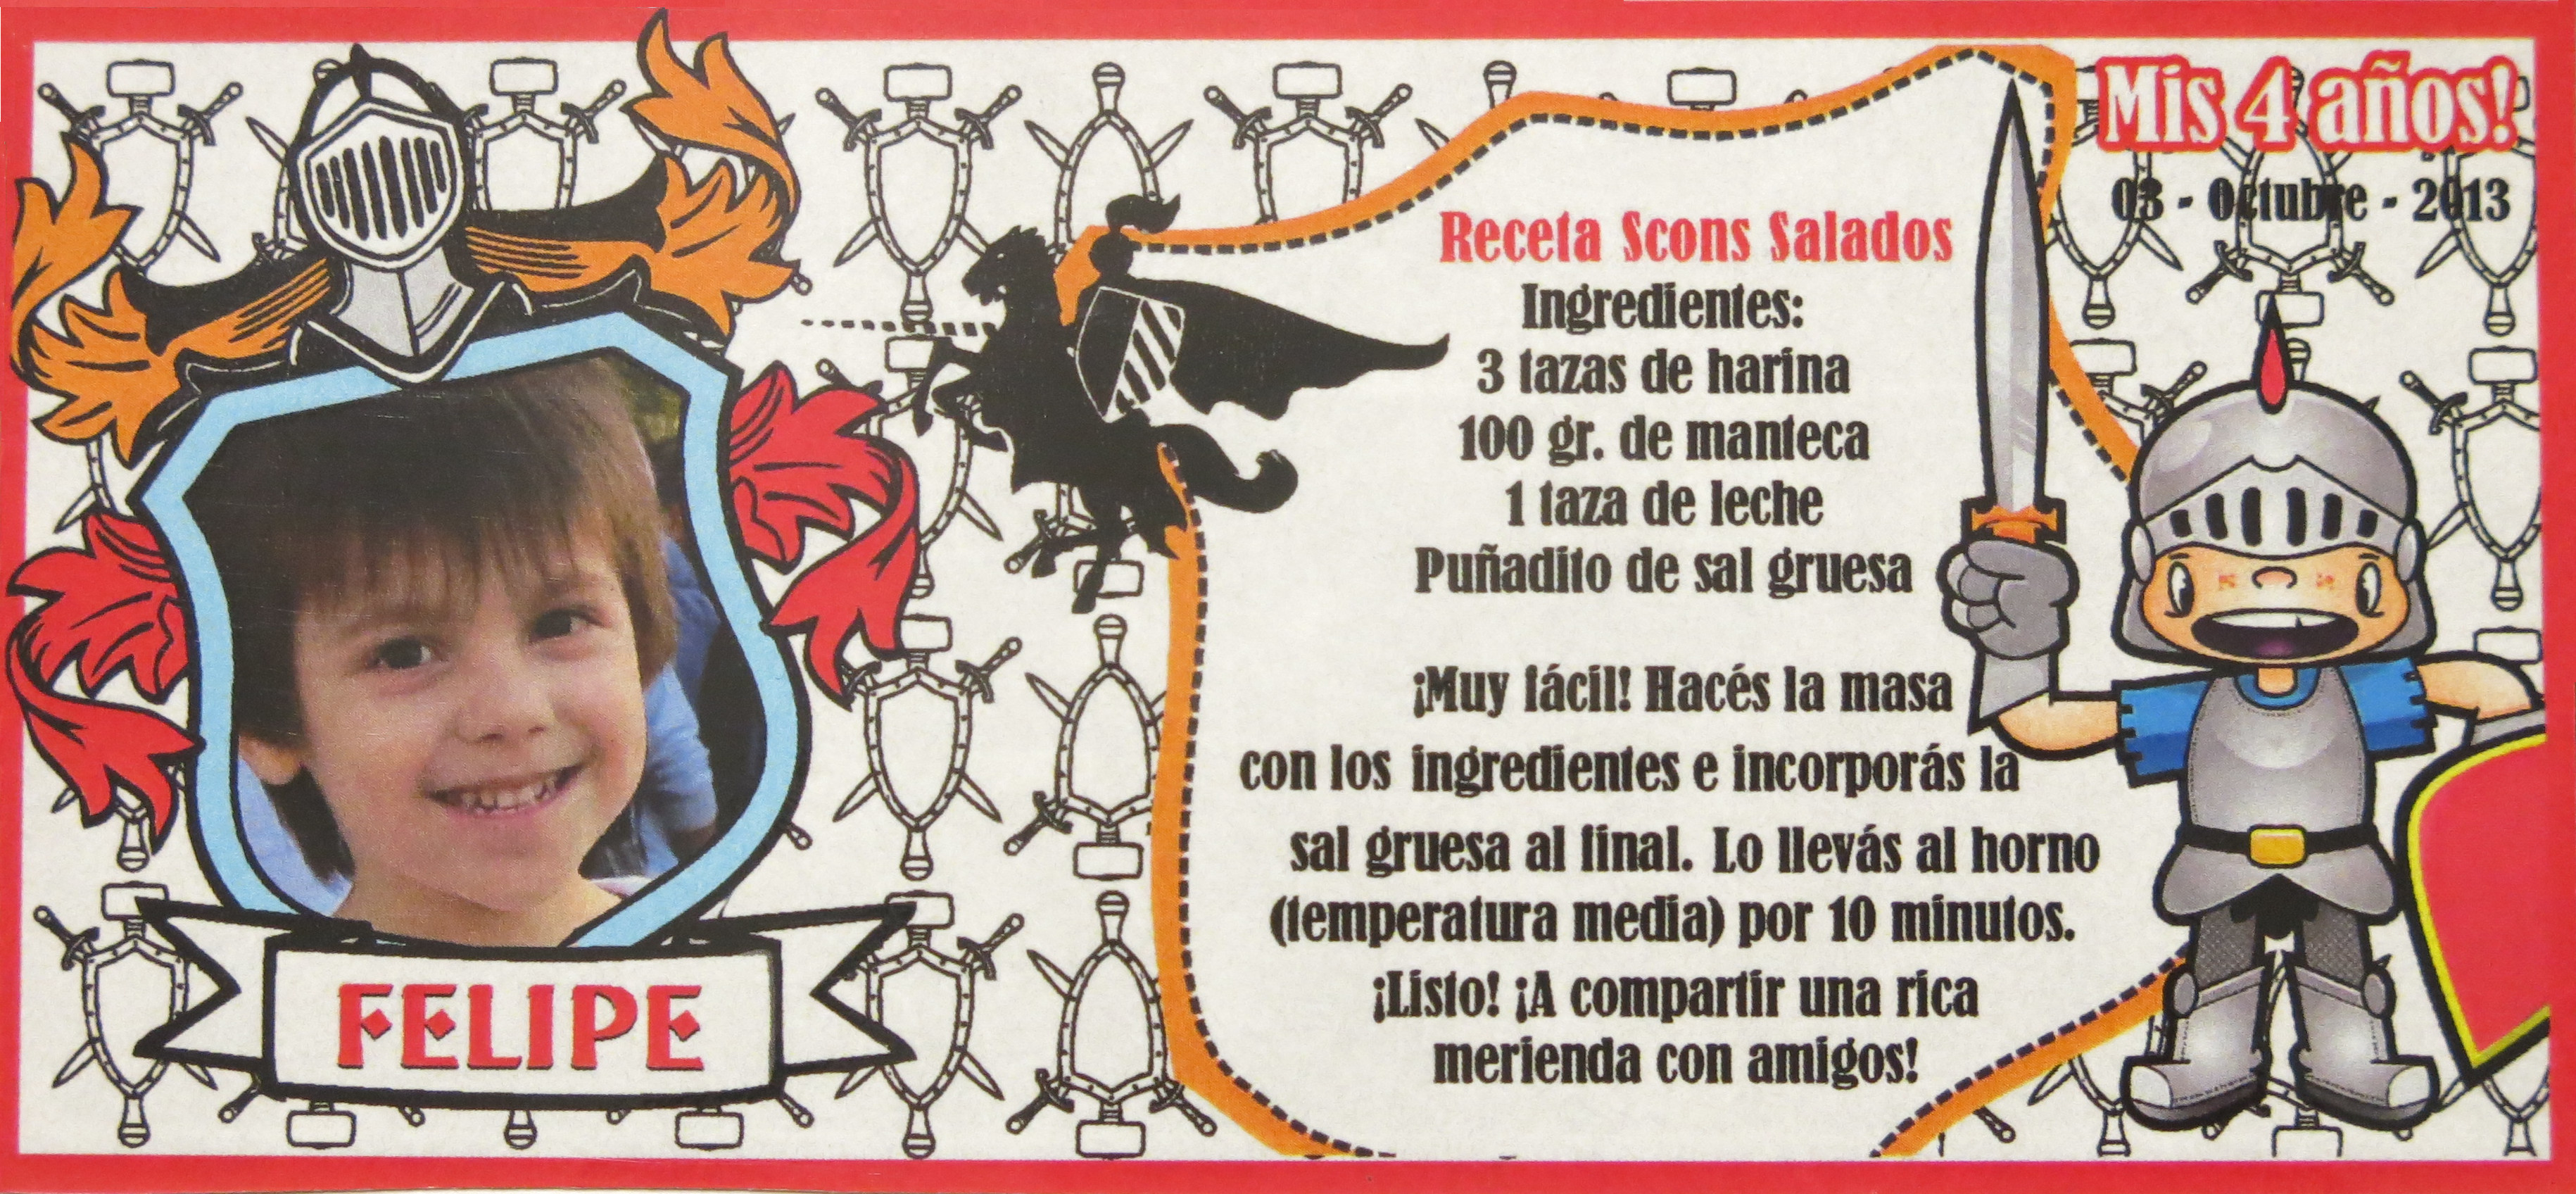 Mis 4 años!
03 - Octubre - 2013
Receta Scons Salados
Ingredientes:
3 tazas de harina
100 gr. de manteca
1 taza de leche
Puñadito de sal gruesa
¡Muy fácil! Hacés la masa
con los ingredientes e incorporás la
sal gruesa al final. Lo llevás al horno
(temperatura media) por 10 minutos.
¡Listo! ¡A compartir una rica
merienda con amigos!
FELIPE